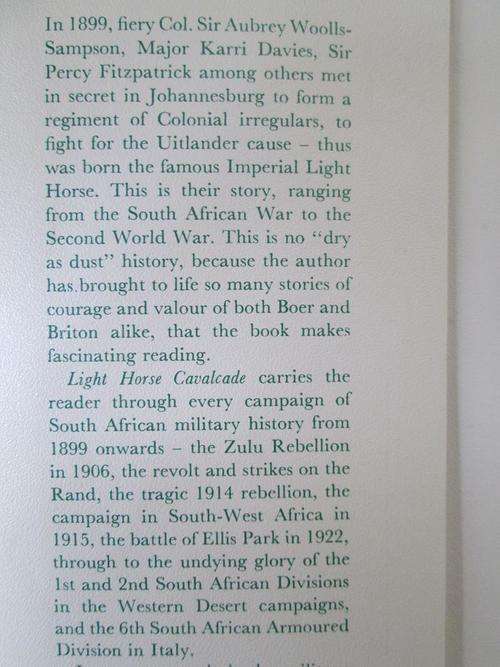 In 1899, fiery Col. Sir Aubrey Woolls-
Sampson, Major Karri Davies, Sir
Percy Fitzpatrick among others met
in secret in Johannesburg to form a
regiment of Colonial irregulars, to
fight for the Uitlander cause – thus
was born the famous Imperial Light
Horse. This is their story, ranging
from the South African War to the
Second World War. This is no “dry
as dust” history, because the author
has brought to life so many stories of
courage and valour of both Boer and
Briton alike, that the book makes
fascinating reading.
Light Horse Cavalcade carries the
reader through every campaign of
South African military history from
1899 onwards – the Zulu Rebellion
in 1906, the revolt and strikes on the
Rand, the tragic 1914 rebellion, the
campaign in South-West Africa in
1915, the battle of Ellis Park in 1922,
through to the undying glory of the
1st and 2nd South African Divisions
in the Western Desert campaigns,
and the 6th South African Armoured
Division in Italy.